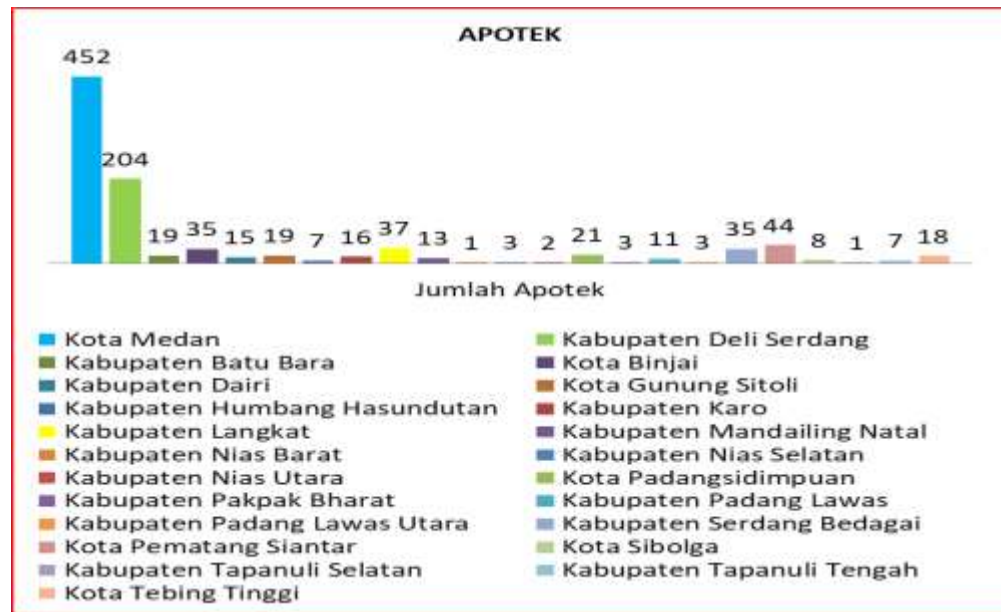 APOTEK
452
204
19 35 15 19 7 16 37 13 1 3 2 21 3 11 3 35 44 8 1 7 18
Jumlah Apotek
Kota Medan
Kabupaten Deli Serdang
Kabupaten Batu Bara
Kota Binjai
Kabupaten Dairi
Kota Gunung Sitoli
Kabupaten Humbang Hasundutan
Kabupaten Karo
Kabupaten Langkat
Kabupaten Mandailing Natal
Kabupaten Nias Barat
Kabupaten Nias Selatan
Kabupaten Nias Utara
Kota Padangsidimpuan
Kabupaten Pakpak Bharat
Kabupaten Padang Lawas
Kabupaten Padang Lawas Utara
Kabupaten Serdang Bedagai
Kota Pematang Siantar
Kota Sibolga
Kabupaten Tapanuli Selatan
Kabupaten Tapanuli Tengah
Kota Tebing Tinggi